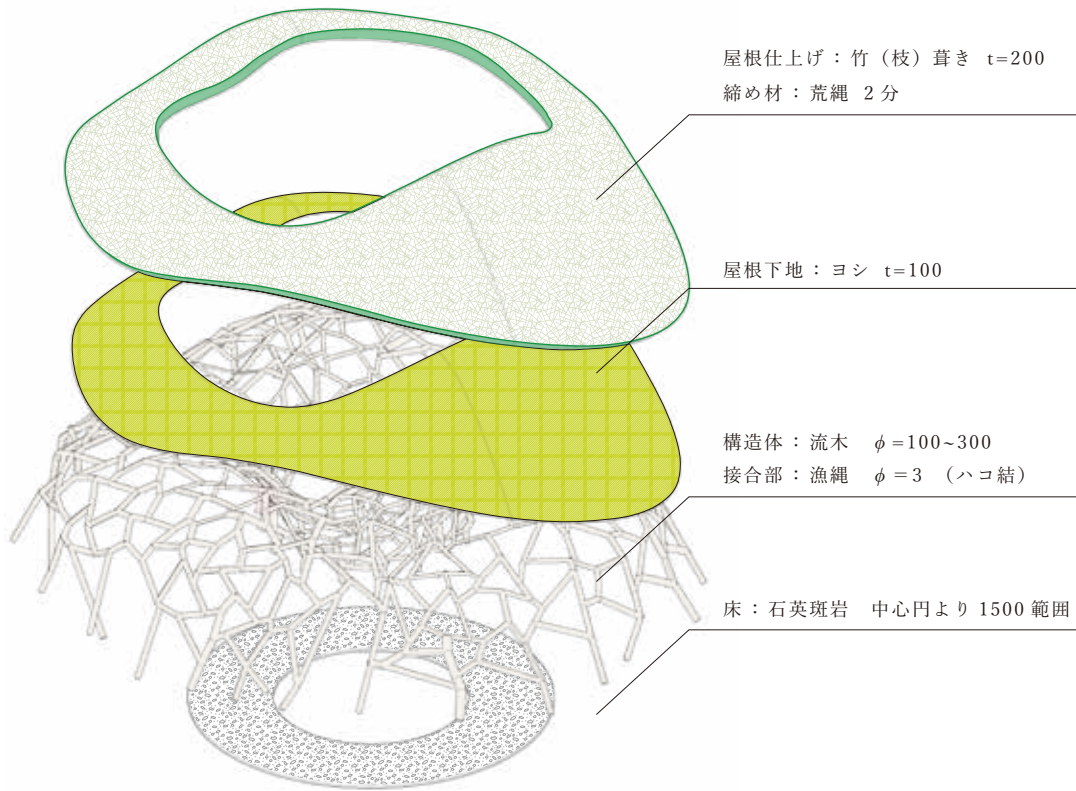 屋根仕上げ：竹（枝）葺き t=200
締め材：荒縄 2分
屋根下地：ヨシ t=100
構造体：流木 φ=100~300
接合部：漁縄 φ=3 （ハコ結）
床：石英斑岩 中心円より1500範囲